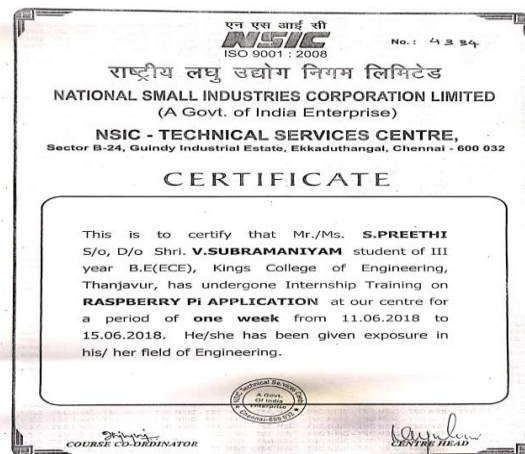 एन एस आई सी
NSIC
No.: 4334
ISO 9001 : 2008
राष्ट्रीय लघु उद्योग निगम लिमिटेड
NATIONAL SMALL INDUSTRIES CORPORATION LIMITED
(A Govt. of India Enterprise)
NSIC - TECHNICAL SERVICES CENTRE,
Sector B-24, Guindy Industrial Estate, Ekkaduthangal, Chennai - 600 032
CERTIFICATE
This is to certify that Mr./Ms. S.PREETHI
S/o, D/o Shri. V.SUBRAMANIYAM student of III
year B.E(ECE), Kings College of Engineering,
Thanjavur, has undergone Internship Training on
RASPBERRY Pi APPLICATION at our centre for
a period of one week from 11.06.2018 to
15.06.2018. He/she has been given exposure in
his/ her field of Engineering.
NSIC Technical Services Centre
A Govt.
Of India
Enterprise
Chennai-600 032
COURSE CO-ORDINATOR
CENTRE HEAD